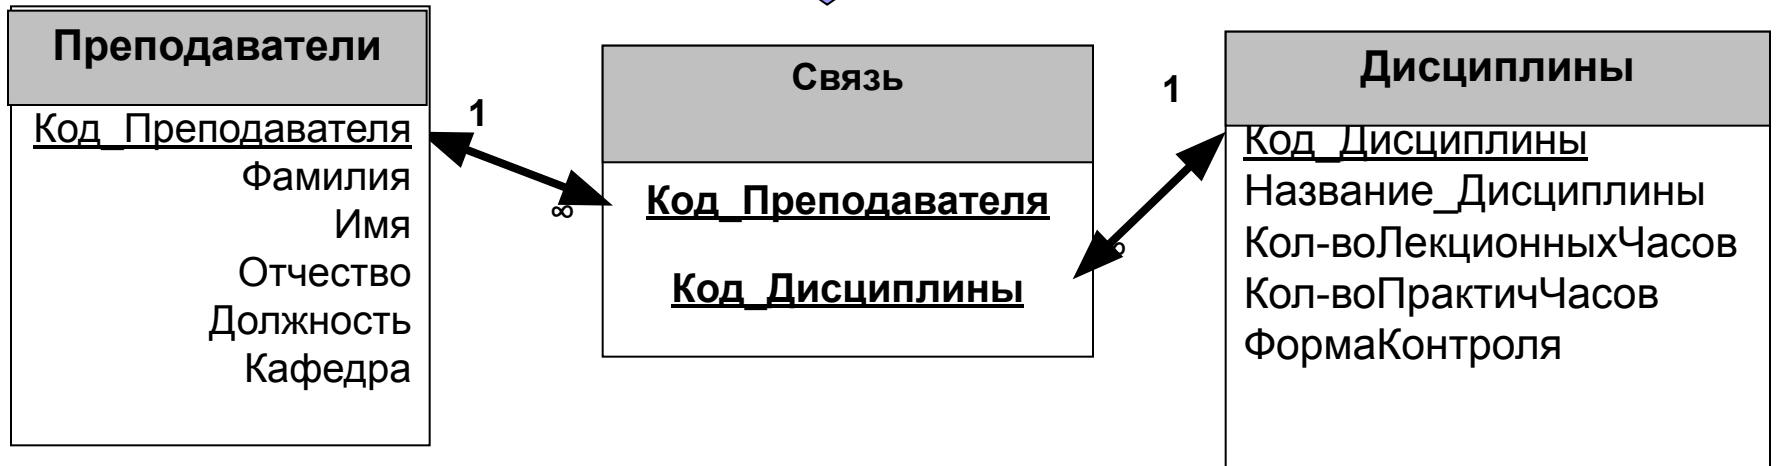 Преподаватели
Код_Преподавателя
Фамилия
Имя
Отчество
Должность
Кафедра
1
∞
Связь
Код_Преподавателя
Код_Дисциплины
1
∞
Дисциплины
Код_Дисциплины
Название_Дисциплины
Кол-воЛекционныхЧасов
Кол-воПрактичЧасов
ФормаКонтроля